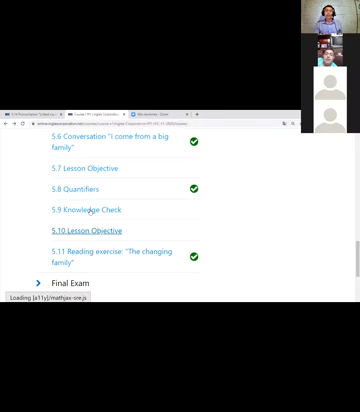 5.6 Conversation "I come from a big
family"
5.7 Lesson Objective
5.8 Quantifiers
5.9 Knowledge Check
5.10 Lesson Objective
5.11 Reading exercise: "The changing
family"
Final Exam
Loading [a11y]/mathjax-sre.js